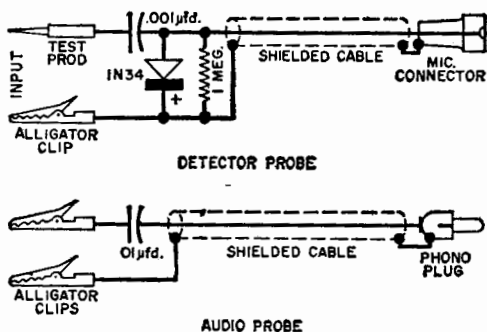 INPUT
TEST
PROD
.001µfd.
1N34
+
1 MEG.
SHIELDED CABLE
MIC.
CONNECTOR
ALLIGATOR
CLIP
DETECTOR PROBE
.01µfd.
SHIELDED CABLE
PHONO
PLUG
ALLIGATOR
CLIPS
AUDIO PROBE